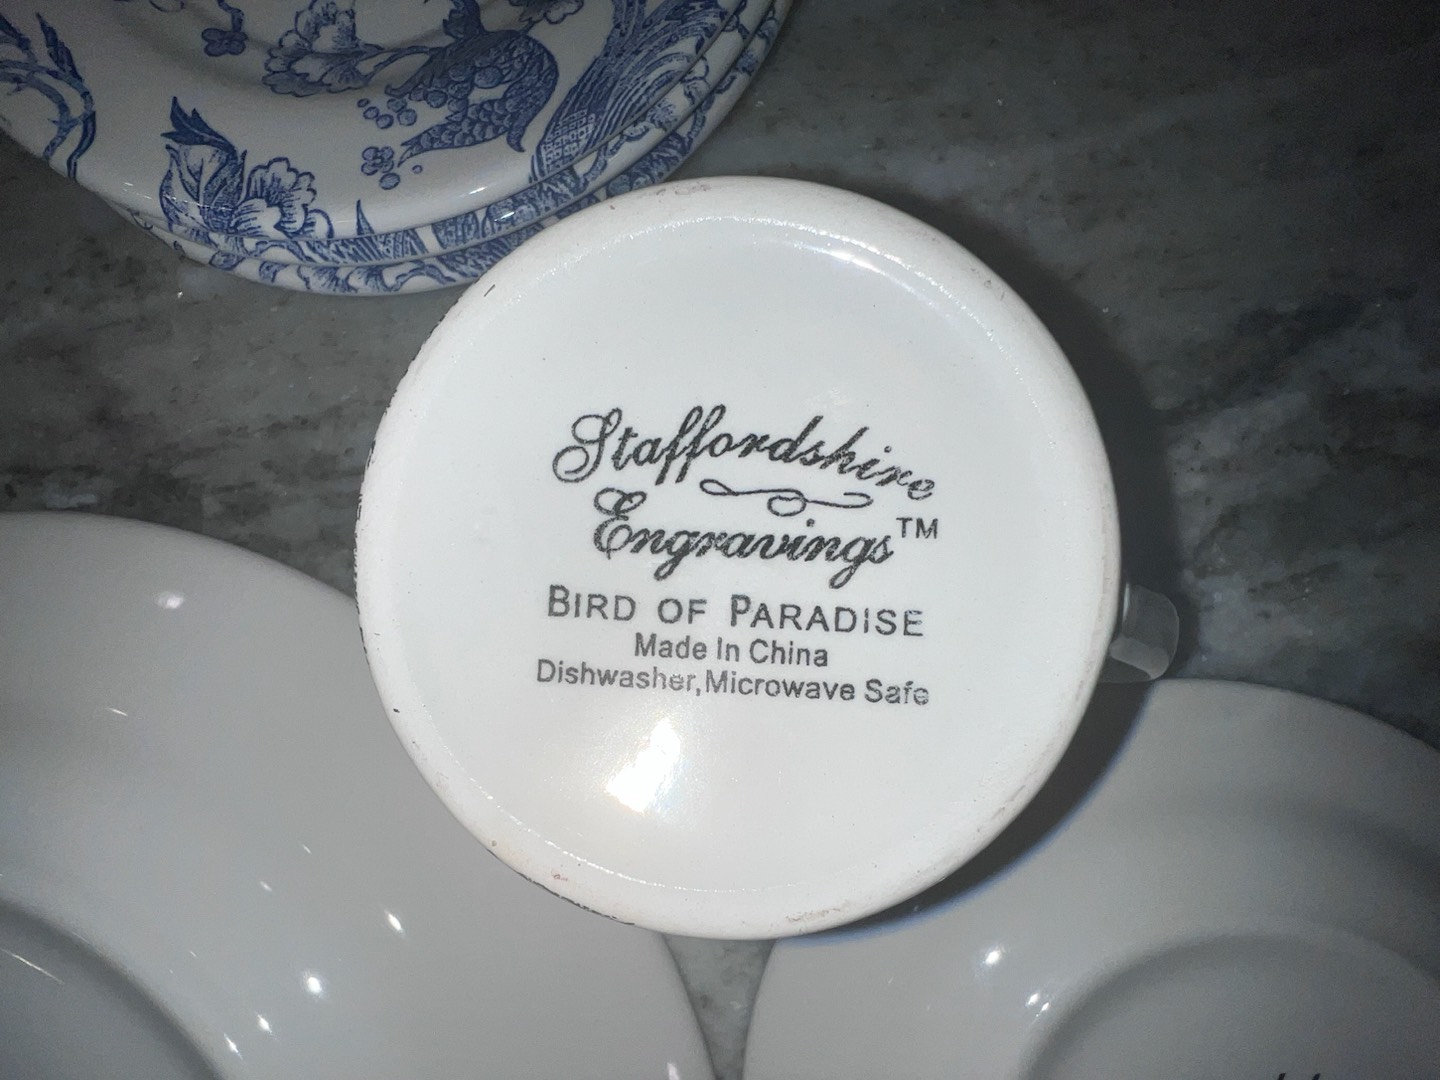 Staffordshire
Engravings™
BIRD OF PARADISE
Made In China
Dishwasher,Microwave Safe